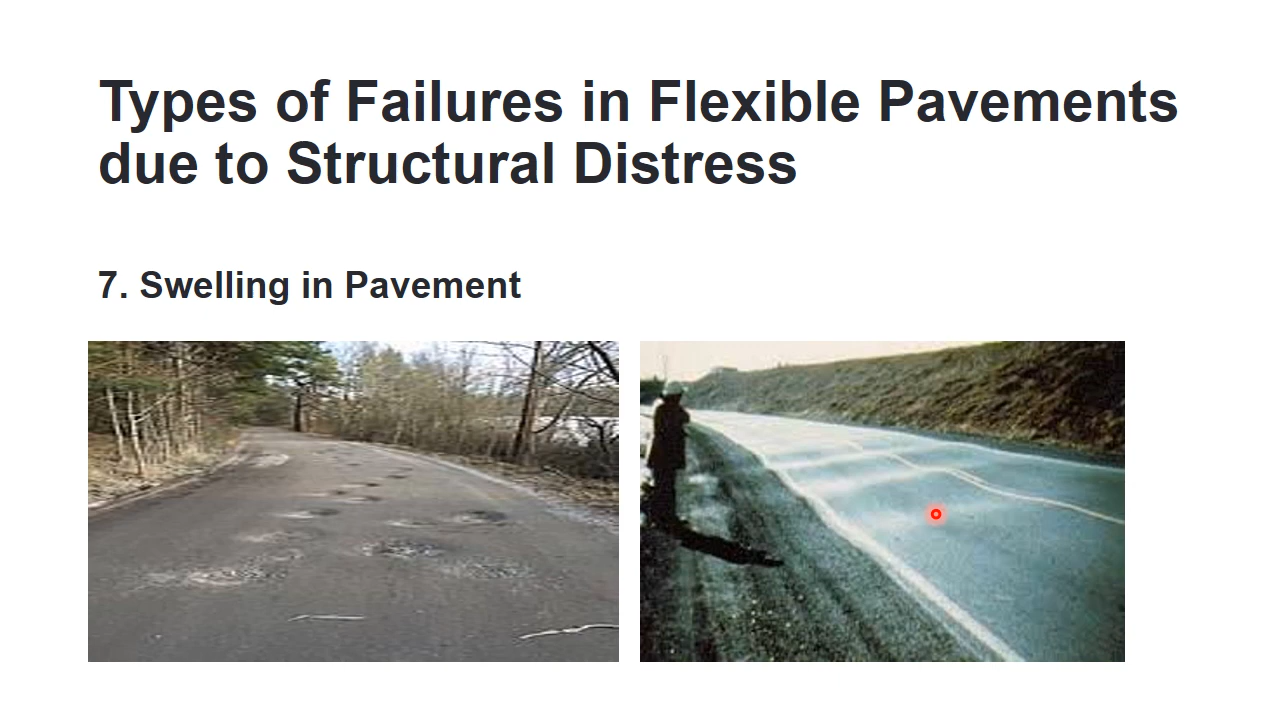 Types of Failures in Flexible Pavements
due to Structural Distress
7. Swelling in Pavement